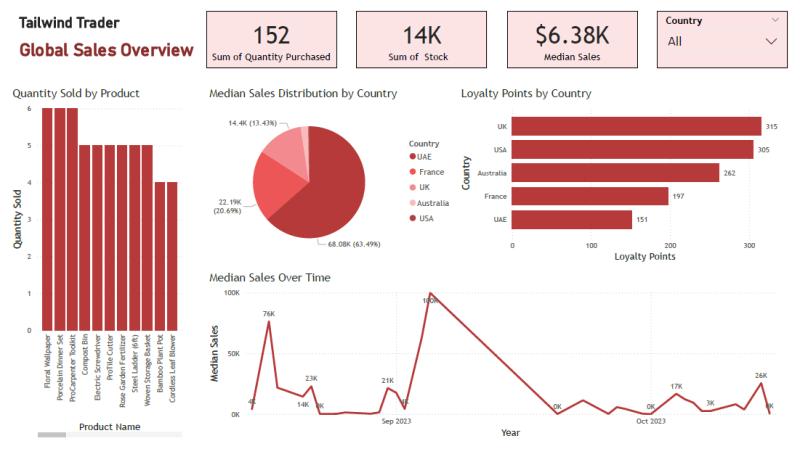 Tailwind Trader
Global Sales Overview
152
Sum of Quantity Purchased
14K
Sum of Stock
$6.38K
Median Sales
Country
All
Quantity Sold by Product
Quantity Sold
6
5
4
3
2
1
0
Floral Wallpaper
Porcelain Dinner Set
ProCarpenter Toolkit
Compost Bin
Electric Screwdriver
ProTile Cutter
Rose Garden Fertilizer
Steel Ladder (6ft)
Woven Storage Basket
Bamboo Plant Pot
Cordless Leaf Blower
Product Name
Median Sales Distribution by Country
14.4K (13.43%)
22.19K
(20.69%)
68.08K (63.49%)
Country
UAE
France
UK
Australia
USA
Loyalty Points by Country
Country
UK
315
USA
305
Australia
262
France
197
UAE
151
0
100
200
300
Loyalty Points
Median Sales Over Time
Median Sales
100K
50K
0K
4K
76K
14K
23K
0K
21K
4K
100K
0K
0K
17K
3K
26K
0K
Sep 2023
Oct 2023
Year